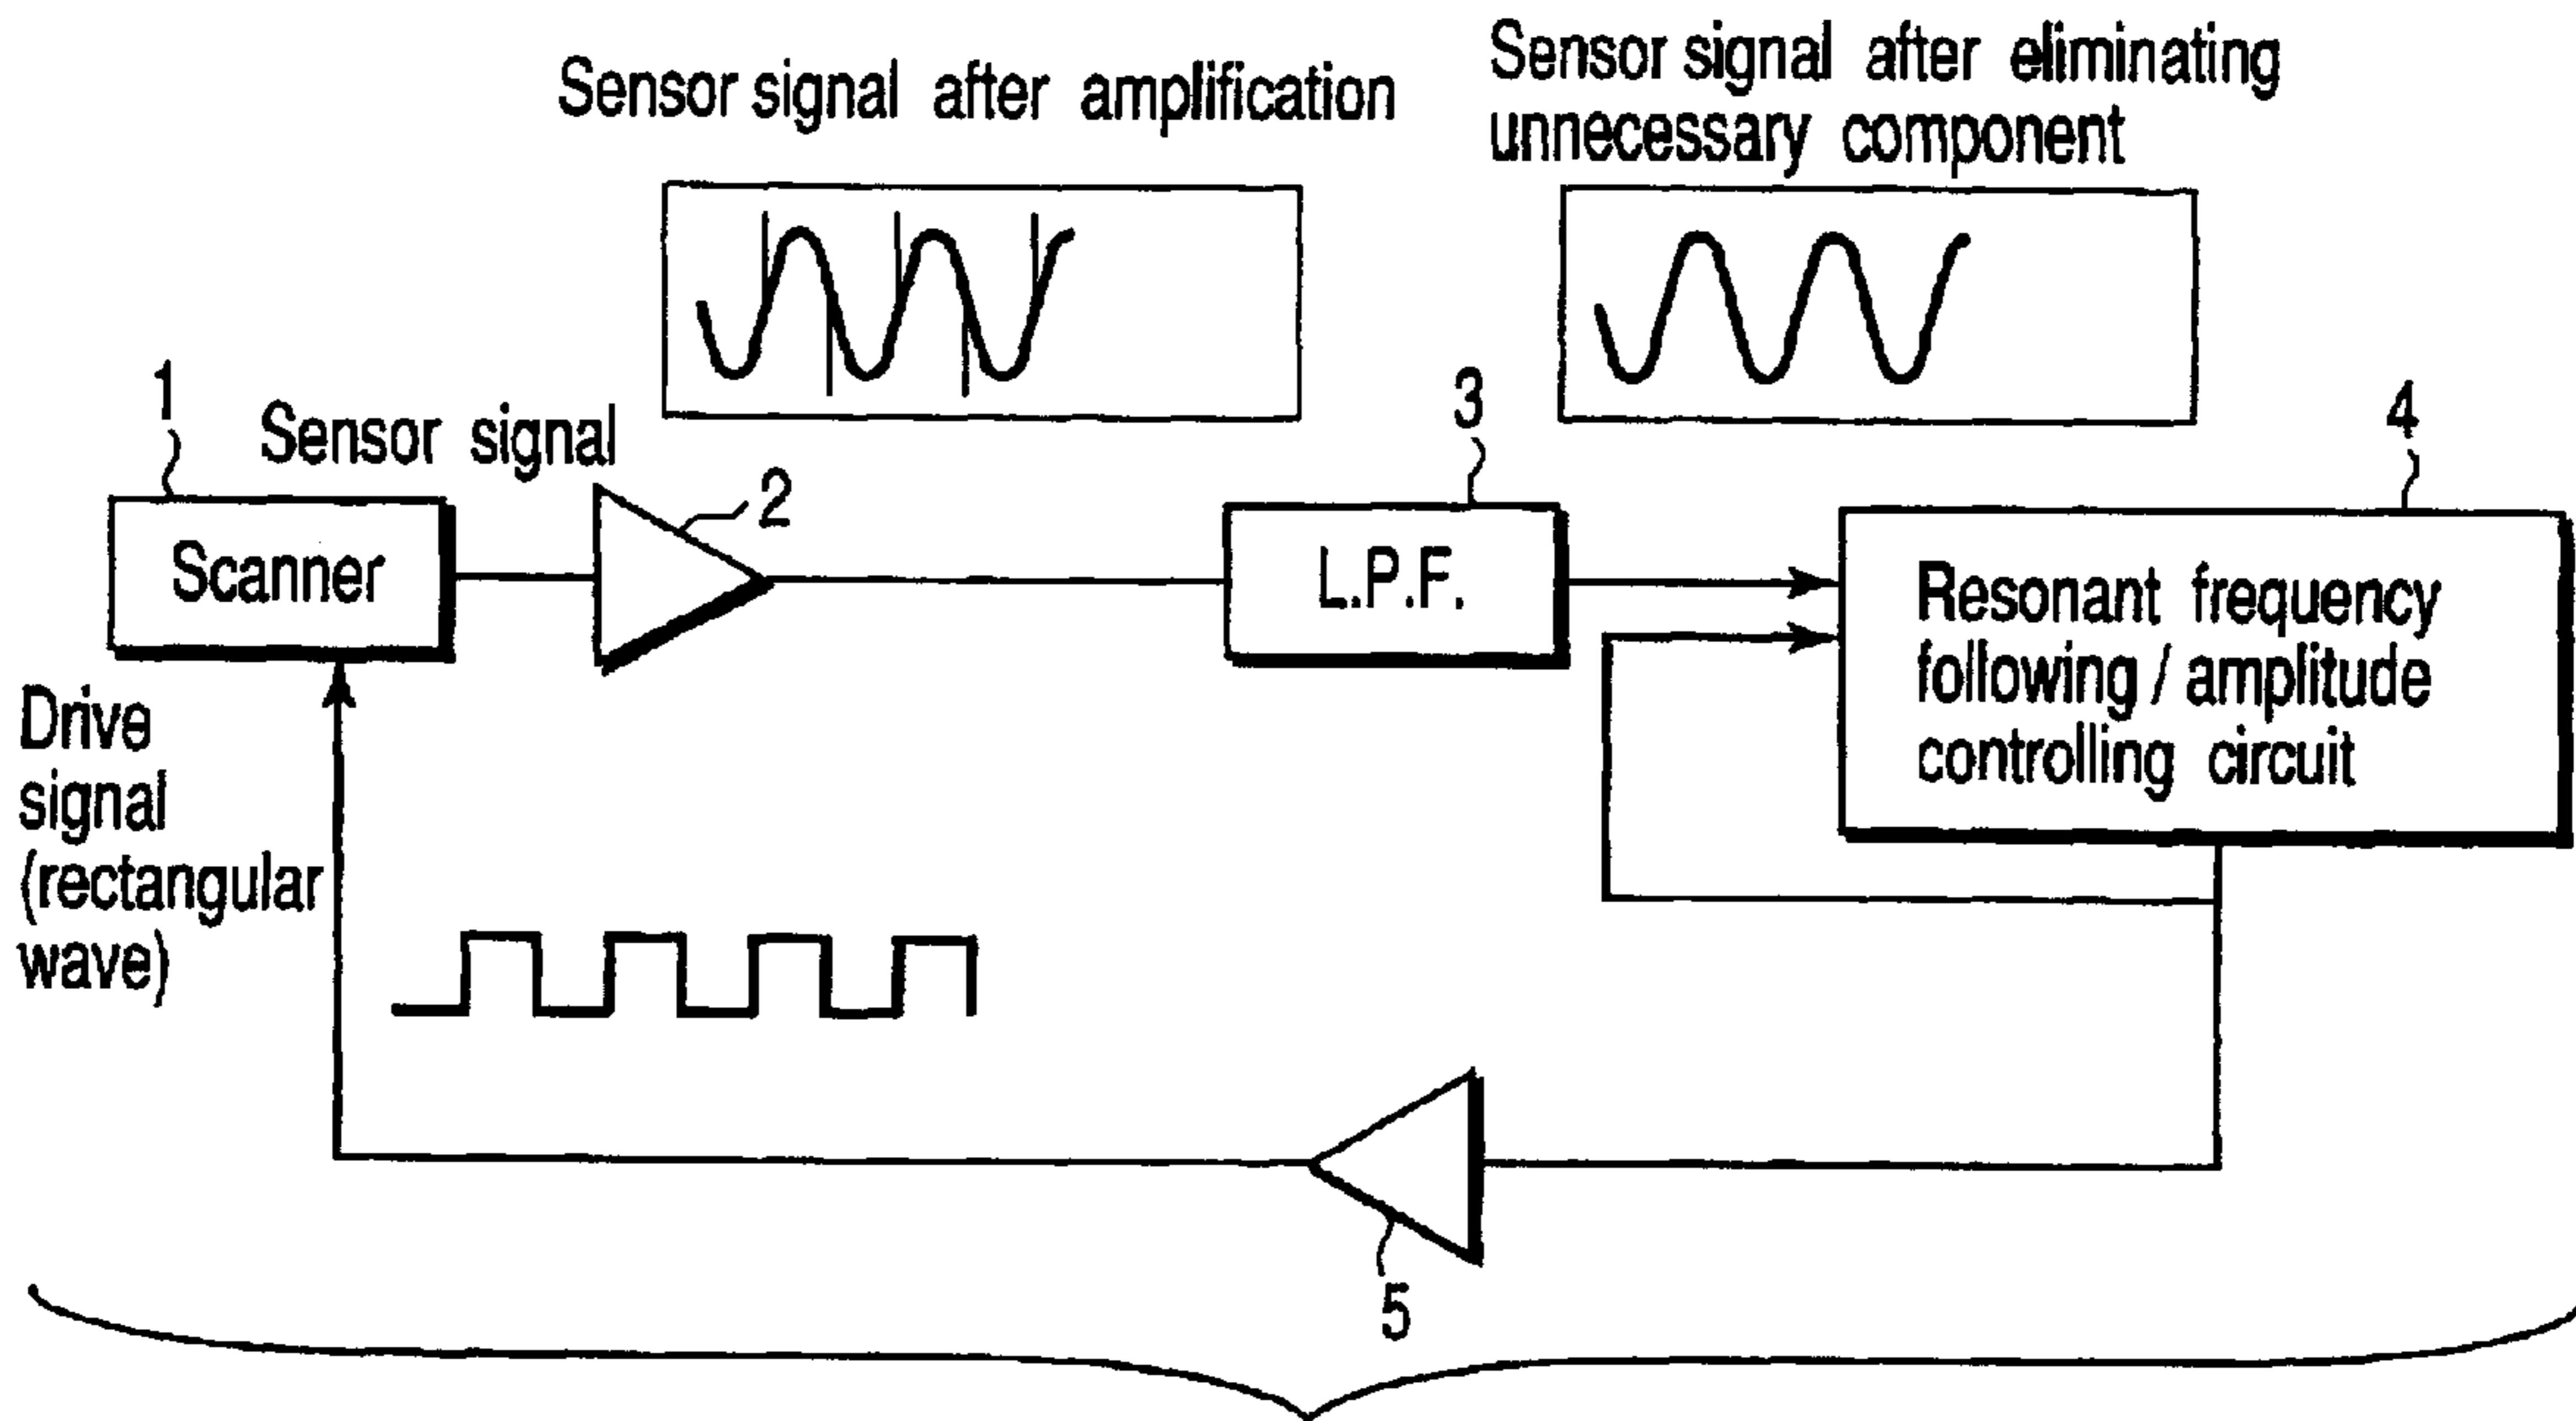 Sensor signal after amplification
Sensor signal after eliminating
unnecessary component
1
Sensor signal
2
3
4
Scanner
L.P.F.
Resonant frequency
following / amplitude
controlling circuit
Drive
signal
(rectangular
wave)
5